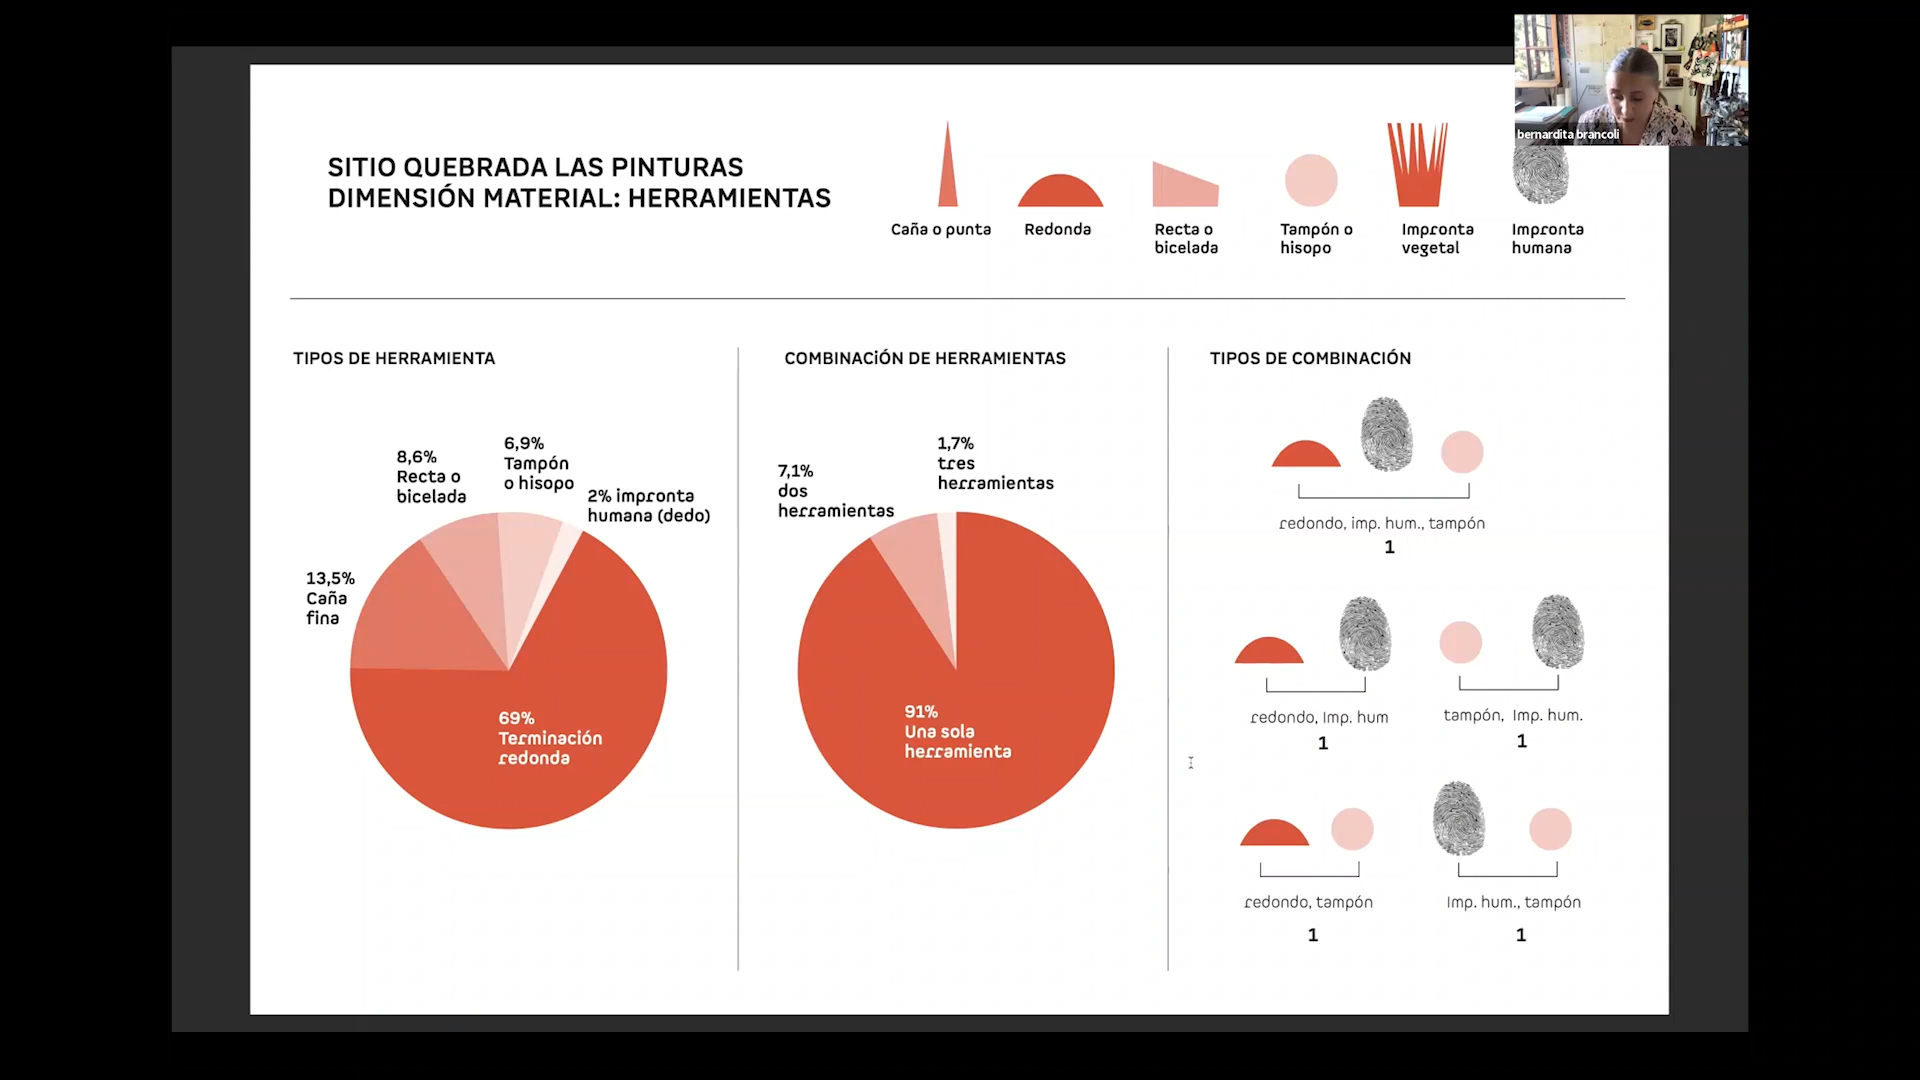 bernardita brancoli
SITIO QUEBRADA LAS PINTURAS
DIMENSIÓN MATERIAL: HERRAMIENTAS
Caña o punta
Redonda
Recta o
bicelada
Tampón o
hisopo
Impronta
vegetal
Impronta
humana
TIPOS DE HERRAMIENTA
8,6%
Recta o
bicelada
6,9%
Tampón
o hisopo
2% impronta
humana (dedo)
13,5%
Caña
fina
69%
Terminación
redonda
COMBINACiÓN DE HERRAMIENTAS
7,1%
dos
herramientas
1,7%
tres
herramientas
91%
Una sola
herramienta
TIPOS DE COMBINACIÓN
redondo, imp. hum., tampón
1
redondo, Imp. hum
1
tampón, Imp. hum.
1
redondo, tampón
1
Imp. hum., tampón
1